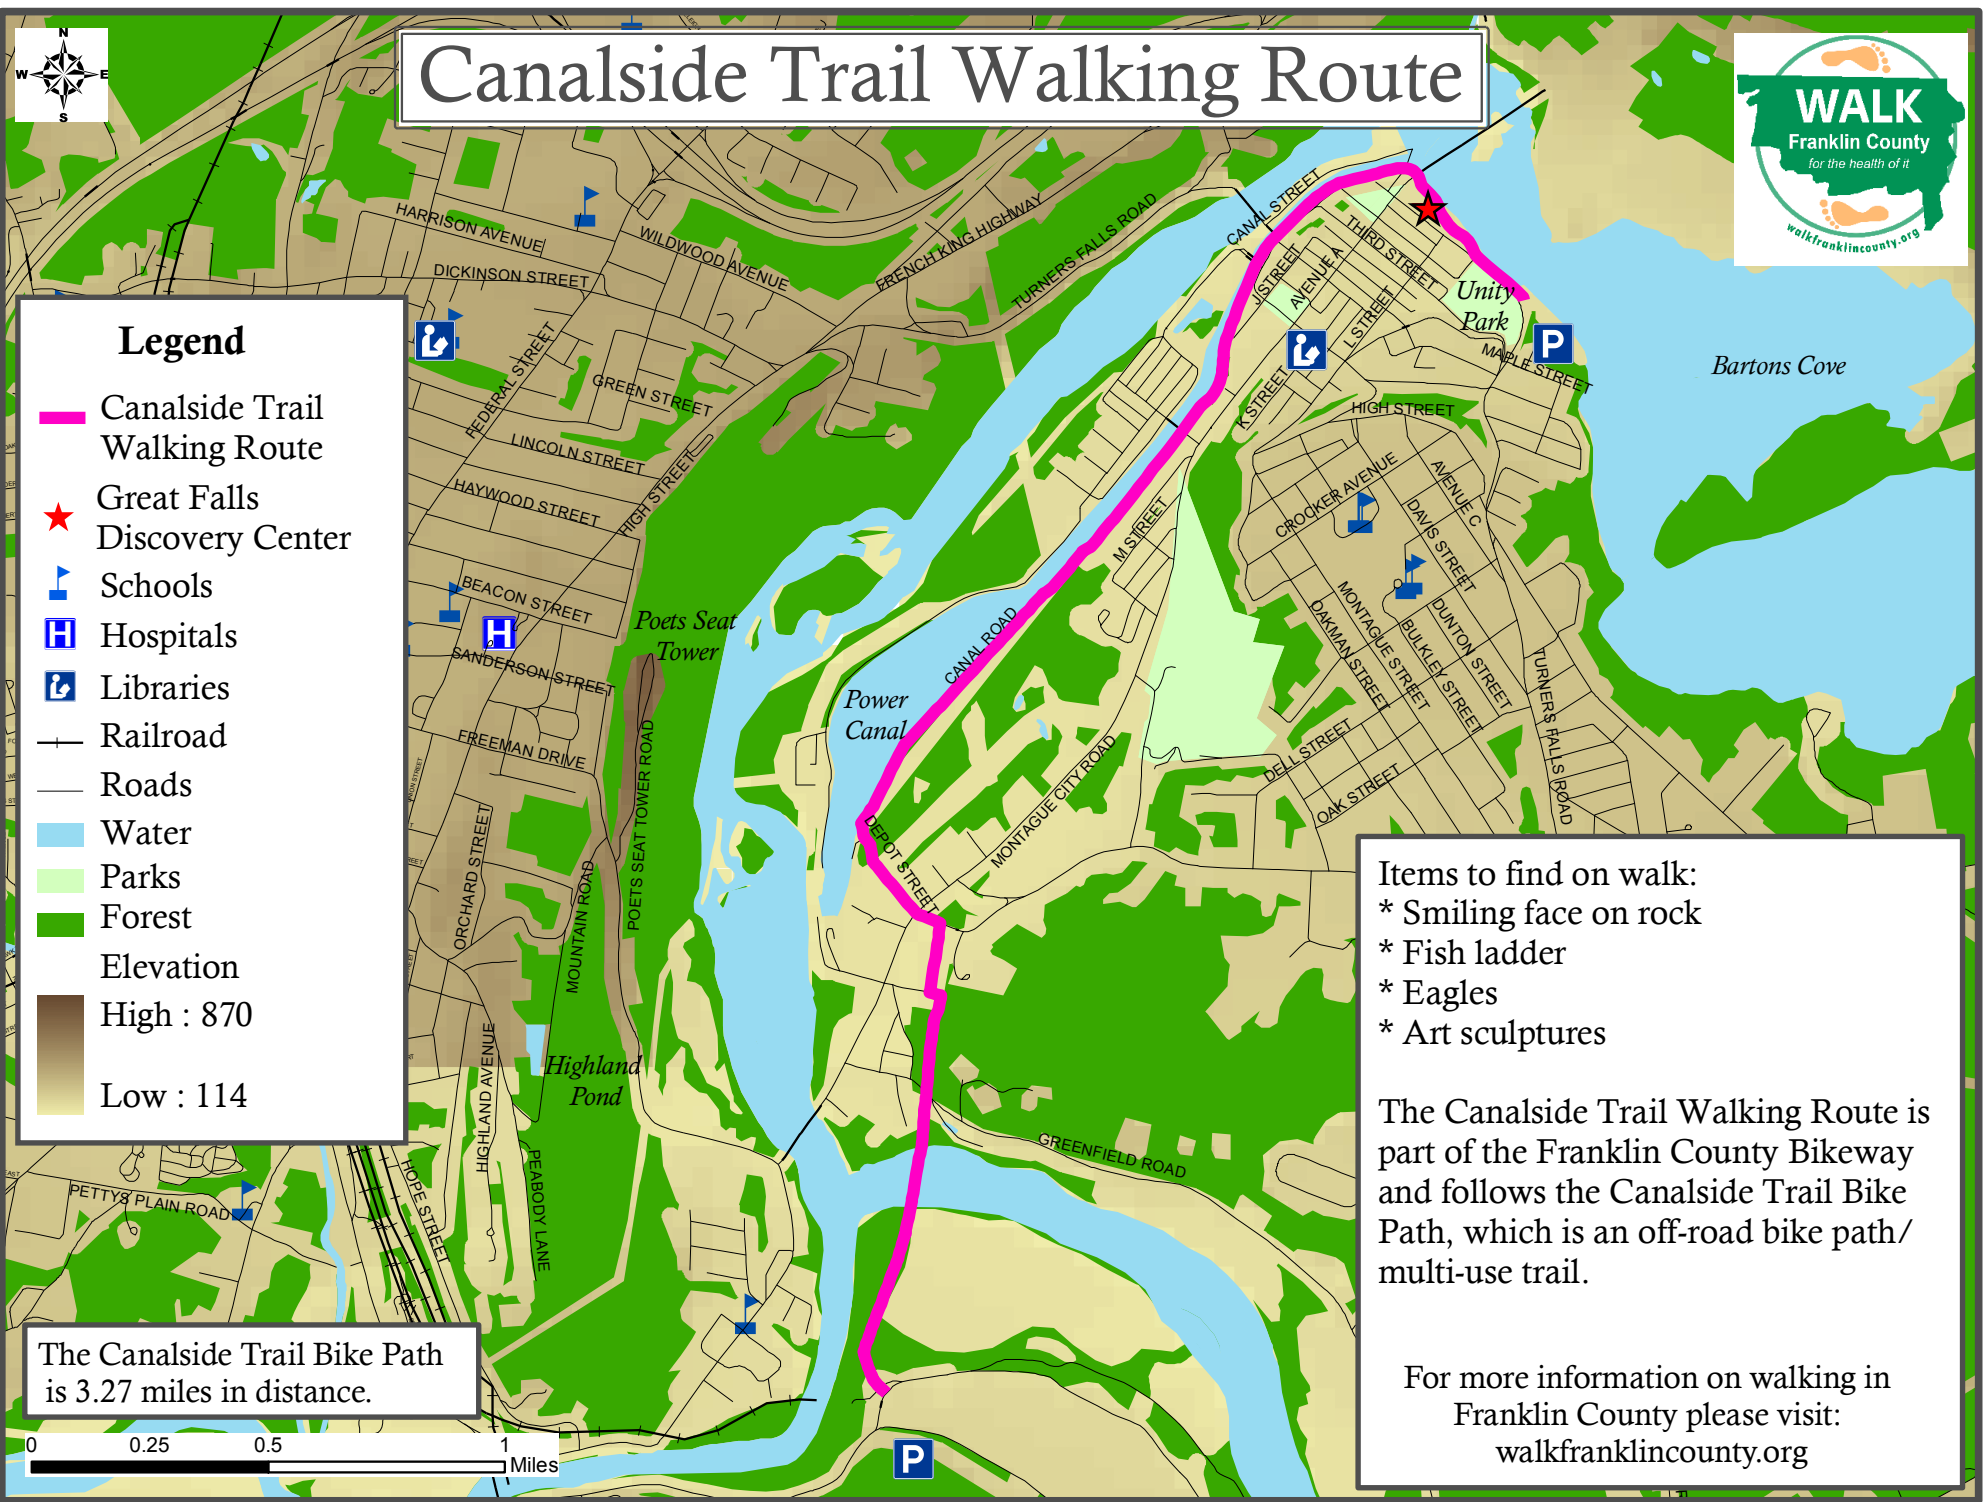 Canalside Trail Walking Route
N
W
E
S
WALK
Franklin County
for the health of it
walkfranklincounty.org
HARRISON AVENUE
WILDWOOD AVENUE
DICKINSON STREET
FRENCH KING HIGHWAY
TURNERS FALLS ROAD
CANAL STREET
THIRD STREET
J STREET
AVENUE A
L STREET
K STREET
Unity
Park
P
MAPLE STREET
Bartons Cove
HIGH STREET
FEDERAL STREET
GREEN STREET
LINCOLN STREET
HAYWOOD STREET
HIGH STREET
BEACON STREET
H
SANDERSON STREET
FREEMAN DRIVE
Poets Seat
Tower
POETS SEAT TOWER ROAD
MOUNTAIN ROAD
ORCHARD STREET
HIGHLAND AVENUE
PEABODY LANE
Highland
Pond
M STREET
CANAL ROAD
Power
Canal
DEPOT STREET
MONTAGUE CITY ROAD
CROCKER AVENUE
AVENUE C
DAVIS STREET
MONTAGUE STREET
OAKMAN STREET
BULKLEY STREET
DUNTON STREET
TURNERS FALLS ROAD
DELL STREET
OAK STREET
GREENFIELD ROAD
PETTYS PLAIN ROAD
HOPE STREET
P
Legend
Canalside Trail
Walking Route
Great Falls
Discovery Center
Schools
H Hospitals
Libraries
Railroad
Roads
Water
Parks
Forest
Elevation
High : 870
Low : 114
Items to find on walk:
* Smiling face on rock
* Fish ladder
* Eagles
* Art sculptures
The Canalside Trail Walking Route is
part of the Franklin County Bikeway
and follows the Canalside Trail Bike
Path, which is an off-road bike path/
multi-use trail.
For more information on walking in
Franklin County please visit:
walkfranklincounty.org
The Canalside Trail Bike Path
is 3.27 miles in distance.
0 0.25 0.5 1
Miles